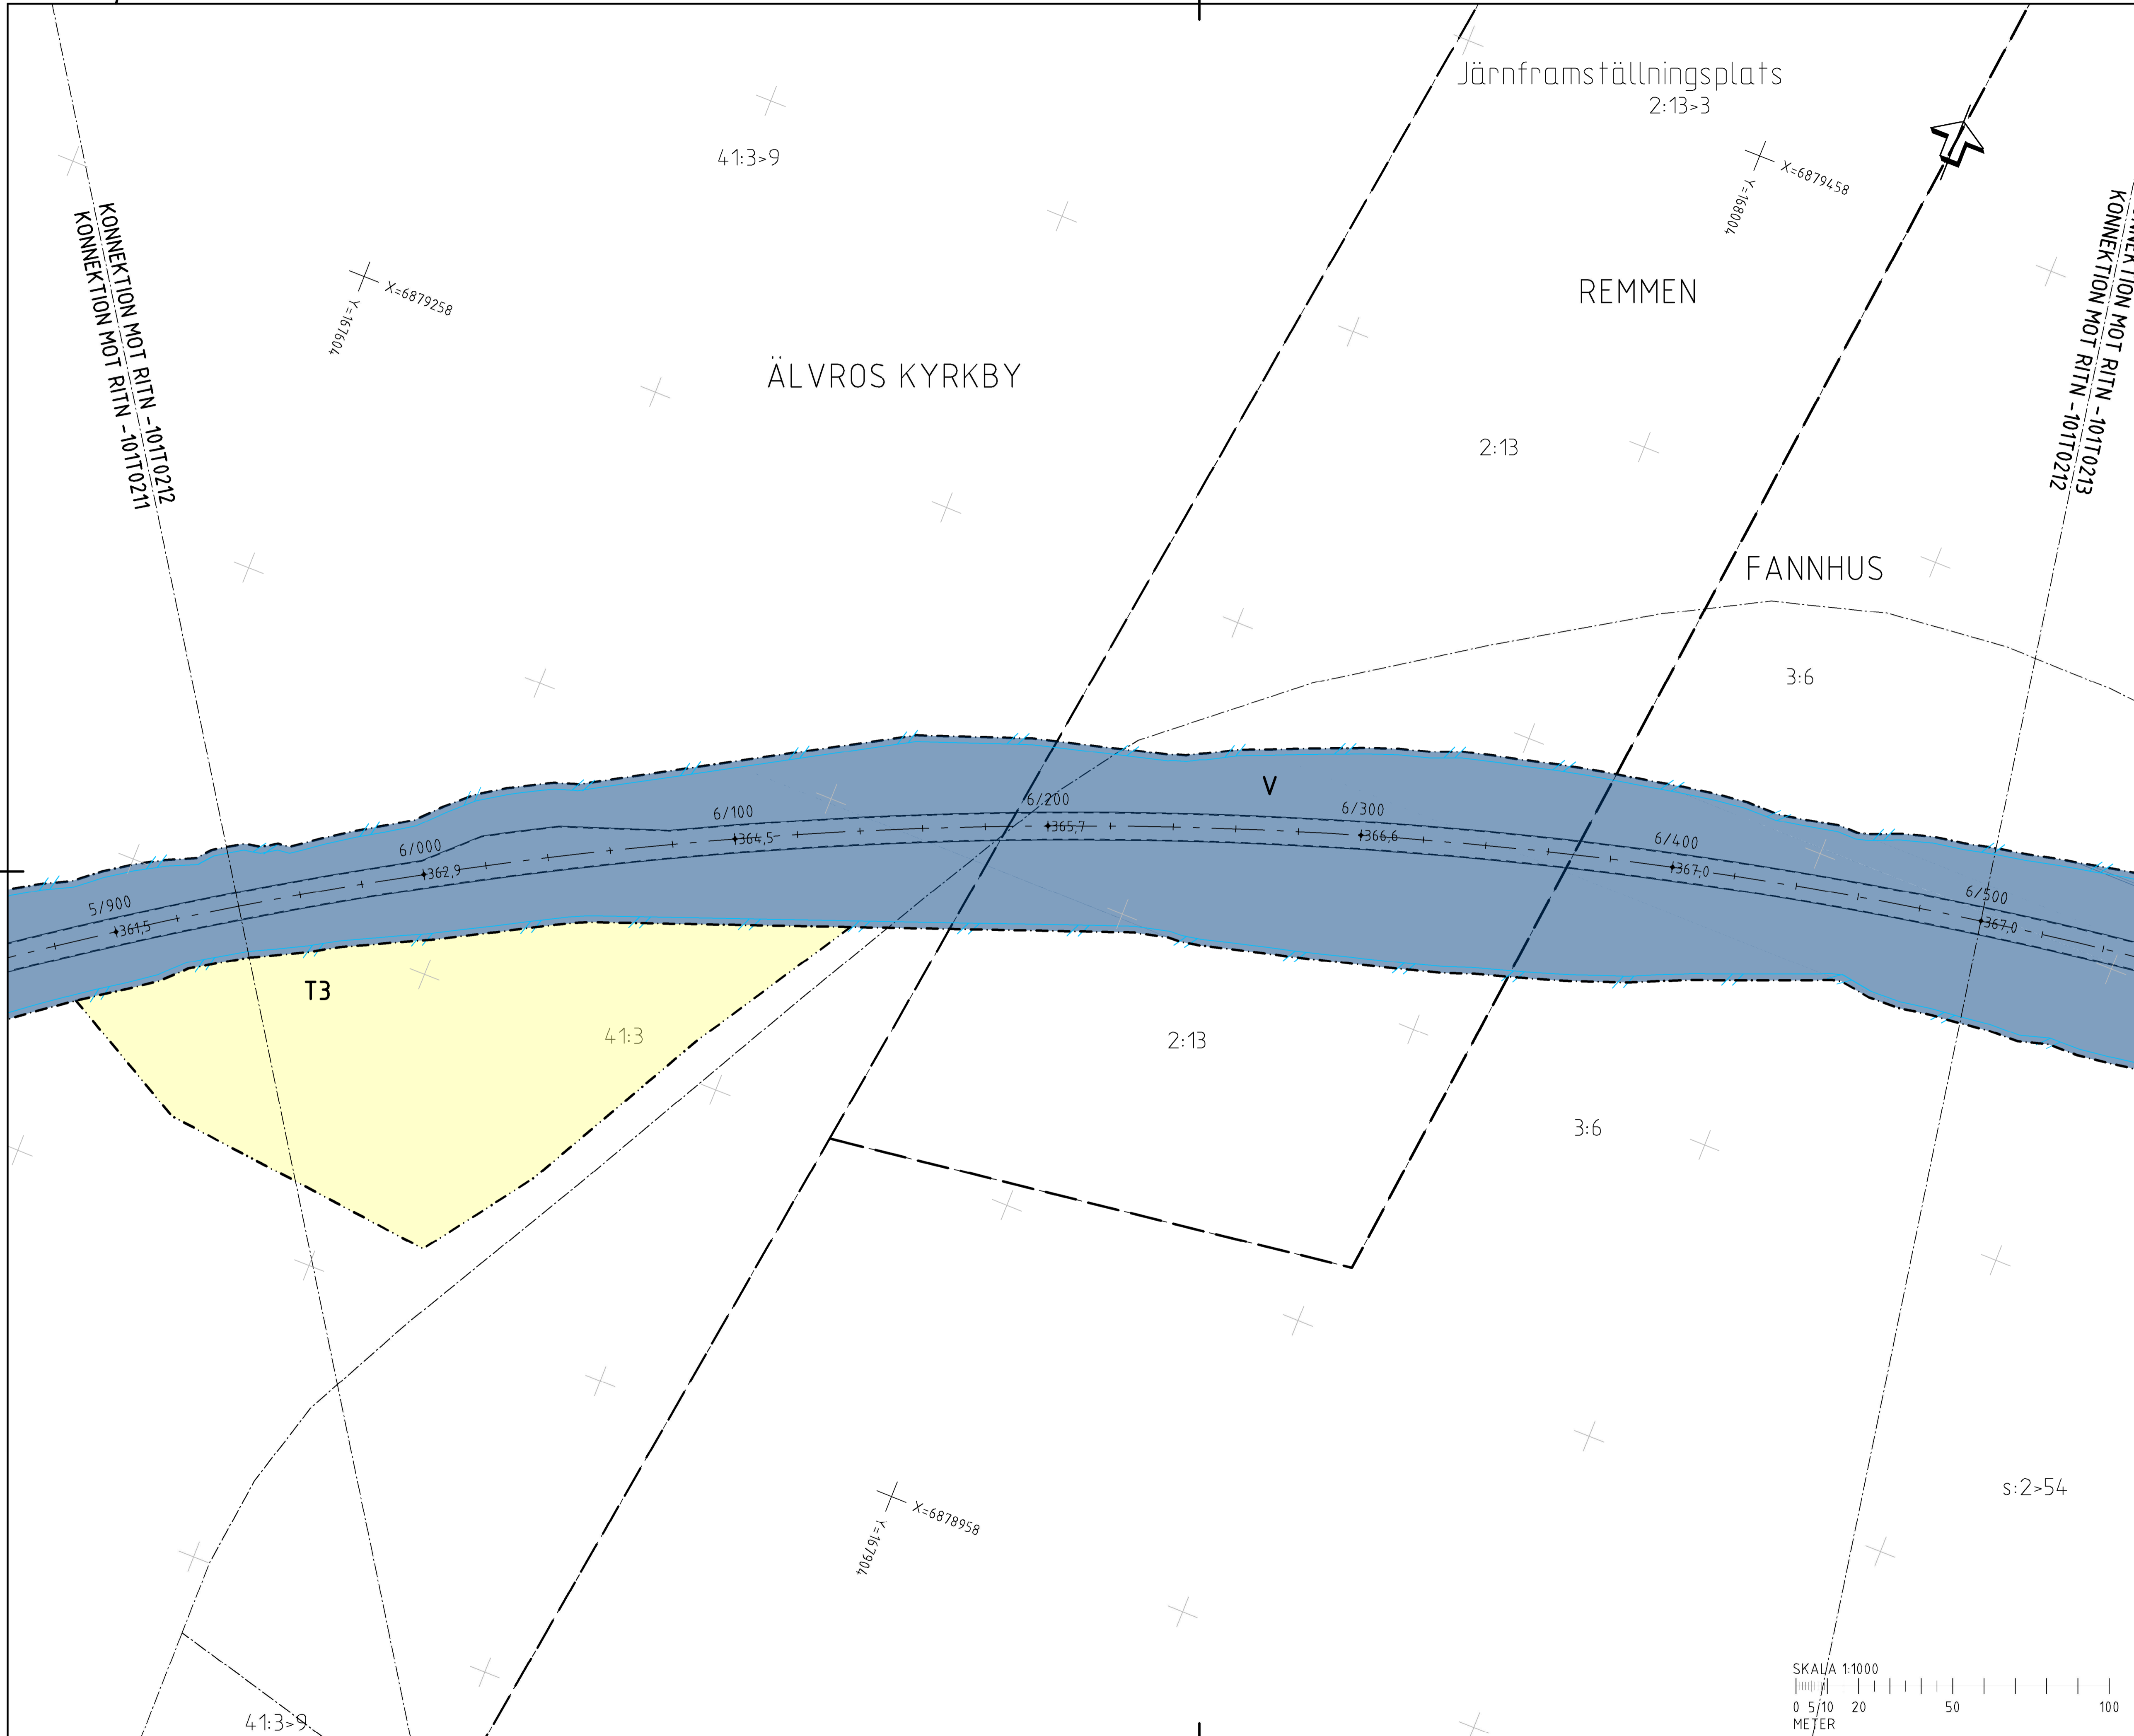 Järnframställningsplats
2:13>3
41:3>9
X=6879458
Y=168004
KONNEKTION MOT RITN -101T0212
KONNEKTION MOT RITN -101T0211
KONNEKTION MOT RITN -101T0213
KONNEKTION MOT RITN -101T0212
X=6879258
Y=167604
REMMEN
ÄLVROS KYRKBY
2:13
FANNHUS
3:6
V
6/000
6/100
6/200
6/300
6/400
6/500
5/900
361,5
362,9
364,5
365,7
366,6
367,0
367,0
T3
41:3
2:13
3:6
s:2>54
X=6878958
Y=167904
41:3>9
SKALA 1:1000
0 5 10 20 50 100
METER